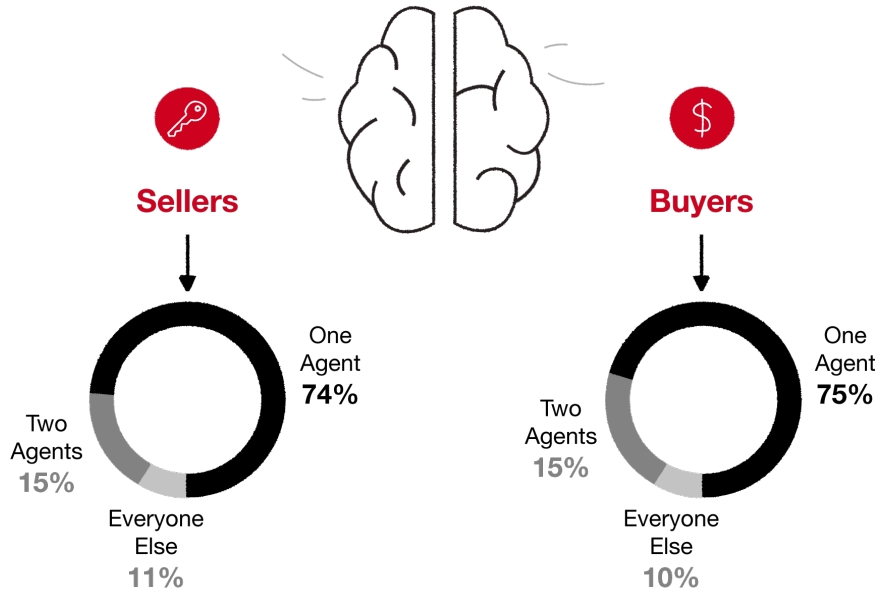 $
Sellers
Buyers
One
Agent
74%
Two
Agents
15%
Everyone
Else
11%
One
Agent
75%
Two
Agents
15%
Everyone
Else
10%